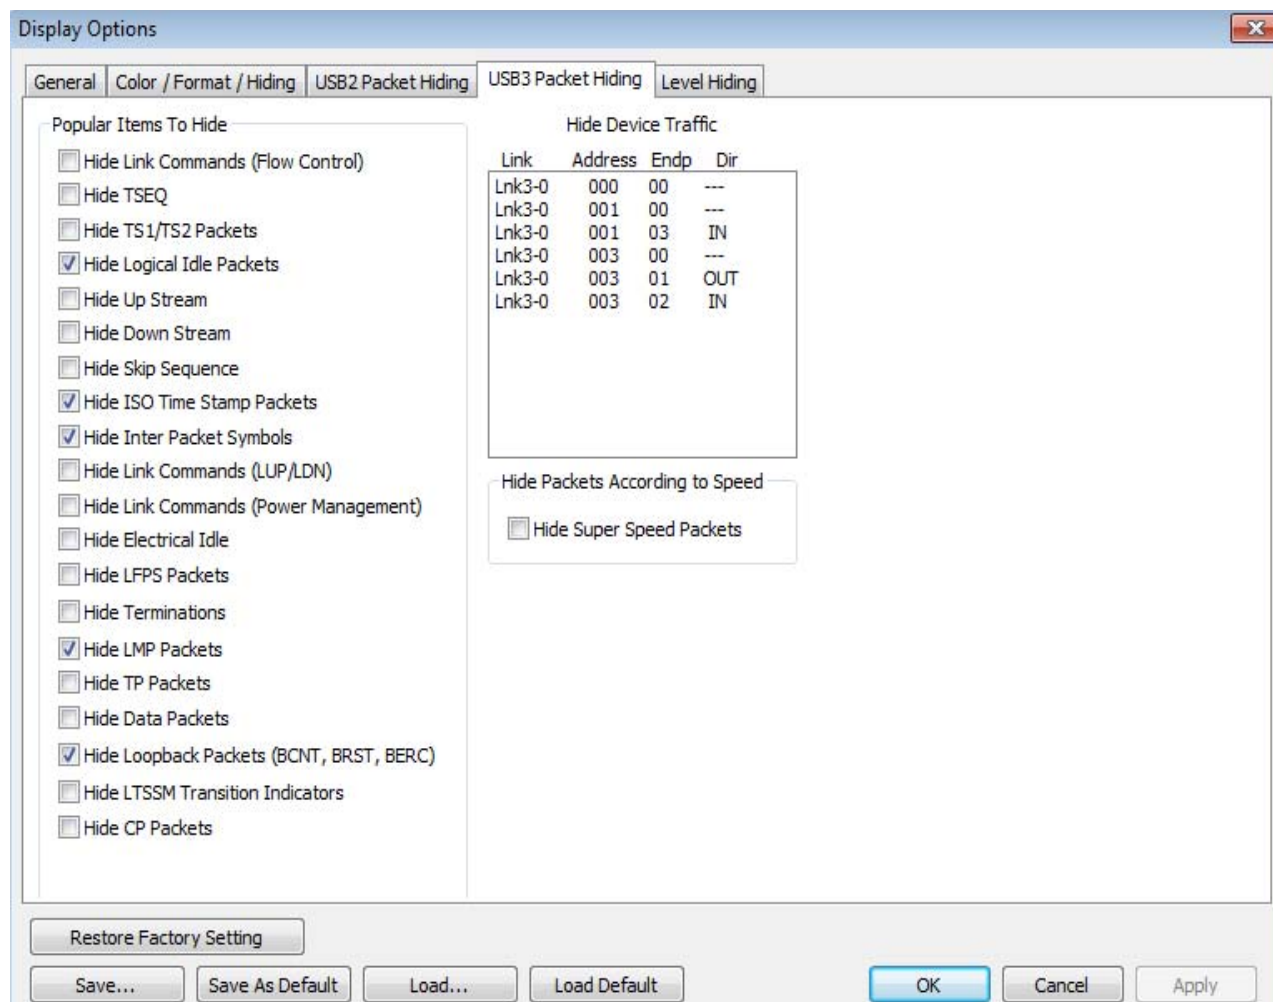 Display Options
General Color / Format / Hiding USB2 Packet Hiding USB3 Packet Hiding Level Hiding
Popular Items To Hide
Hide Link Commands (Flow Control)
Hide TSEQ
Hide TS1/TS2 Packets
Hide Logical Idle Packets
Hide Up Stream
Hide Down Stream
Hide Skip Sequence
Hide ISO Time Stamp Packets
Hide Inter Packet Symbols
Hide Link Commands (LUP/LDN)
Hide Link Commands (Power Management)
Hide Electrical Idle
Hide LFPS Packets
Hide Terminations
Hide LMP Packets
Hide TP Packets
Hide Data Packets
Hide Loopback Packets (BCNT, BRST, BERC)
Hide LTSSM Transition Indicators
Hide CP Packets
Hide Device Traffic
Link Address Endp Dir
Lnk3-0 000 00 ---
Lnk3-0 001 00 ---
Lnk3-0 001 03 IN
Lnk3-0 003 00 ---
Lnk3-0 003 01 OUT
Lnk3-0 003 02 IN
Hide Packets According to Speed
Hide Super Speed Packets
Restore Factory Setting
Save... Save As Default Load... Load Default OK Cancel Apply